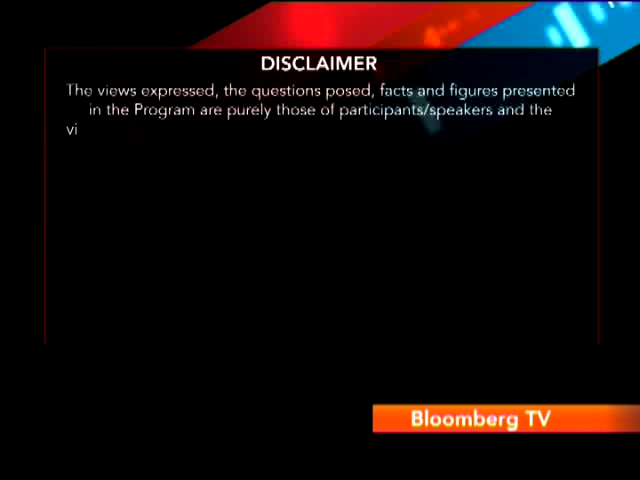 DISCLAIMER
The views expressed, the questions posed, facts and figures presented
in the Program are purely those of participants/speakers and the
vi
Bloomberg TV